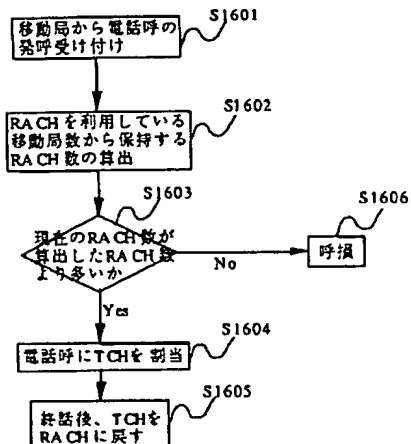 S1601
移動局から電話呼の
発呼受け付け
S1602
RACHを利用している
移動局数から保持する
RACH数の算出
S1603
現在のRACH数が
算出したRACH数
より多いか
S1606
呼損
No
Yes
S1604
電話呼にTCHを割当
S1605
終話後、TCHを
RACHに戻す